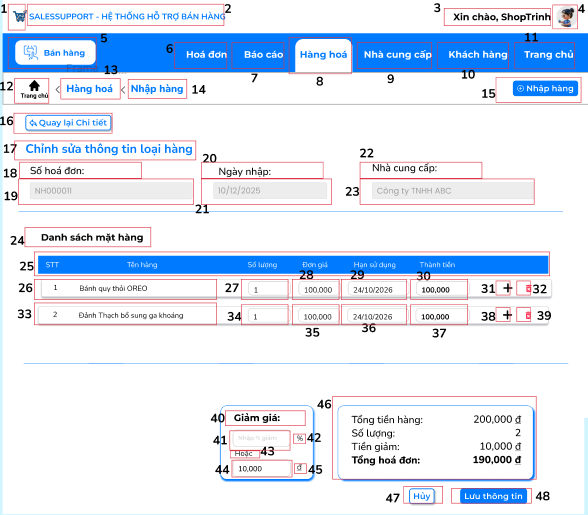 1 SALESSUPPORT - HỆ THỐNG HỖ TRỢ BÁN HÀNG 2 3 Xin chào, ShopTrinh 4
5 Bán hàng 6 Hoá đơn Báo cáo Hàng hoá Nhà cung cấp Khách hàng 11 Trang chủ
7 8 9 10
12 Trang chủ 13 Hàng hoá Nhập hàng 14 15 Nhập hàng
16 Quay lại Chi tiết
17 Chỉnh sửa thông tin loại hàng
18 Số hoá đơn: 20 Ngày nhập: 22 Nhà cung cấp:
19 NH000011 21 10/12/2025 23 Công ty TNHH ABC
24 Danh sách mặt hàng
25 STT Tên hàng Số lượng Đơn giá Hạn sử dụng Thành tiền
28 29 30
26 1 Bánh quy thỏi OREO 27 1 100,000 24/10/2026 100,000 31 + 32
33 2 Đảnh Thạch bổ sung ga khoáng 34 1 100,000 24/10/2026 100,000 38 + 39
35 36 37
40 Giảm giá:
41 Nhập % giảm % 42
Hoặc 43
44 10,000 đ 45
46 Tổng tiền hàng: 200,000 đ
Số lượng: 2
Tiền giảm: 10,000 đ
Tổng hoá đơn: 190,000 đ
47 Hủy Lưu thông tin 48